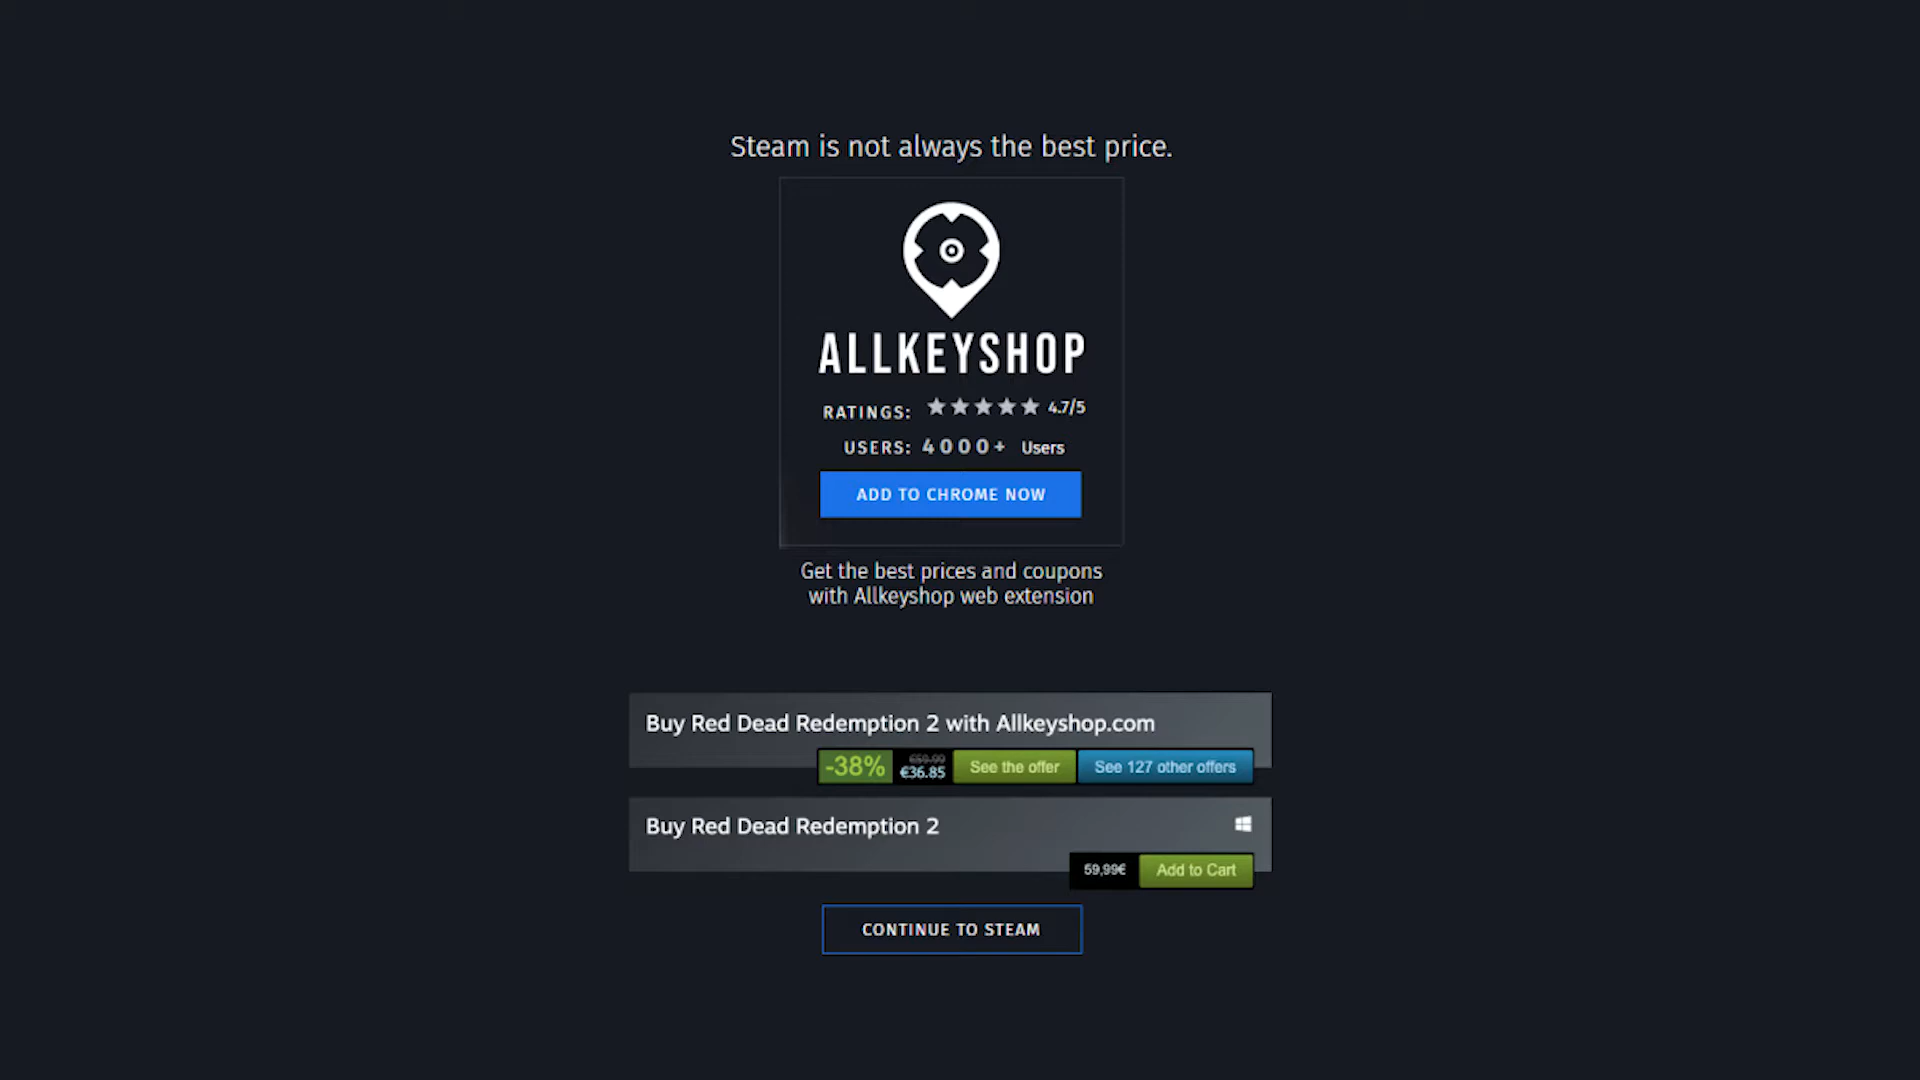 Steam is not always the best price.
ALLKEYSHOP
RATINGS: 4.7/5
USERS: 4000+ Users
ADD TO CHROME NOW
Get the best prices and coupons
with Allkeyshop web extension
Buy Red Dead Redemption 2 with Allkeyshop.com
-38% €59.99 €36.85 See the offer See 127 other offers
Buy Red Dead Redemption 2
59,99€ Add to Cart
CONTINUE TO STEAM